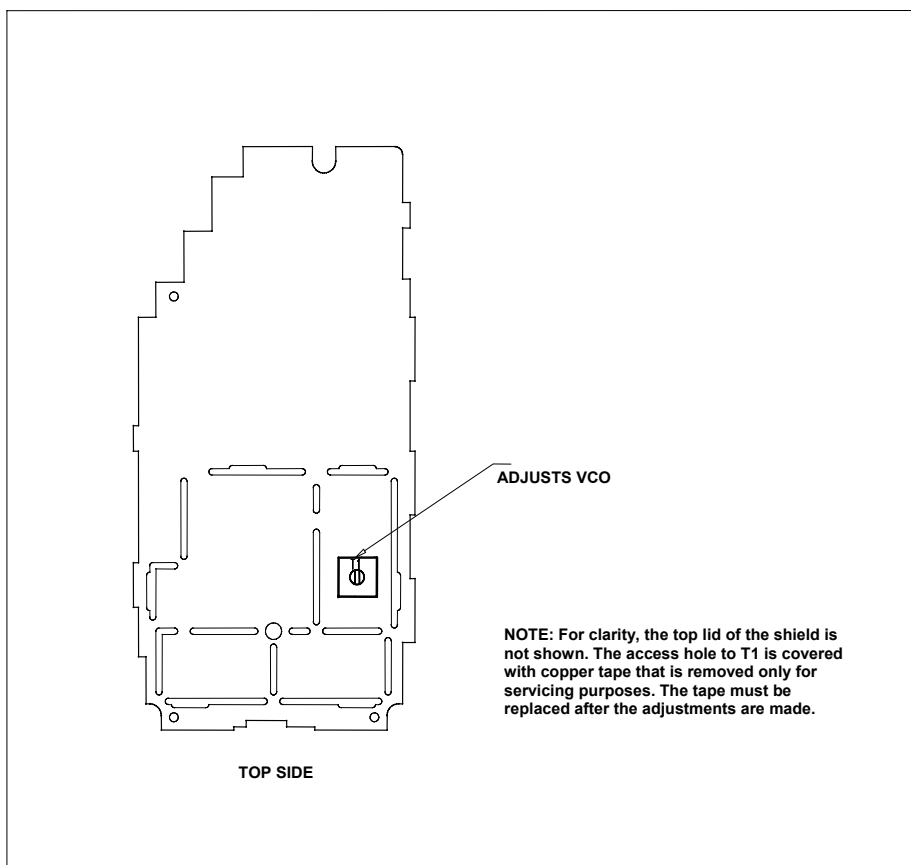 ADJUSTS VCO
NOTE: For clarity, the top lid of the shield is
not shown. The access hole to T1 is covered
with copper tape that is removed only for
servicing purposes. The tape must be
replaced after the adjustments are made.
TOP SIDE